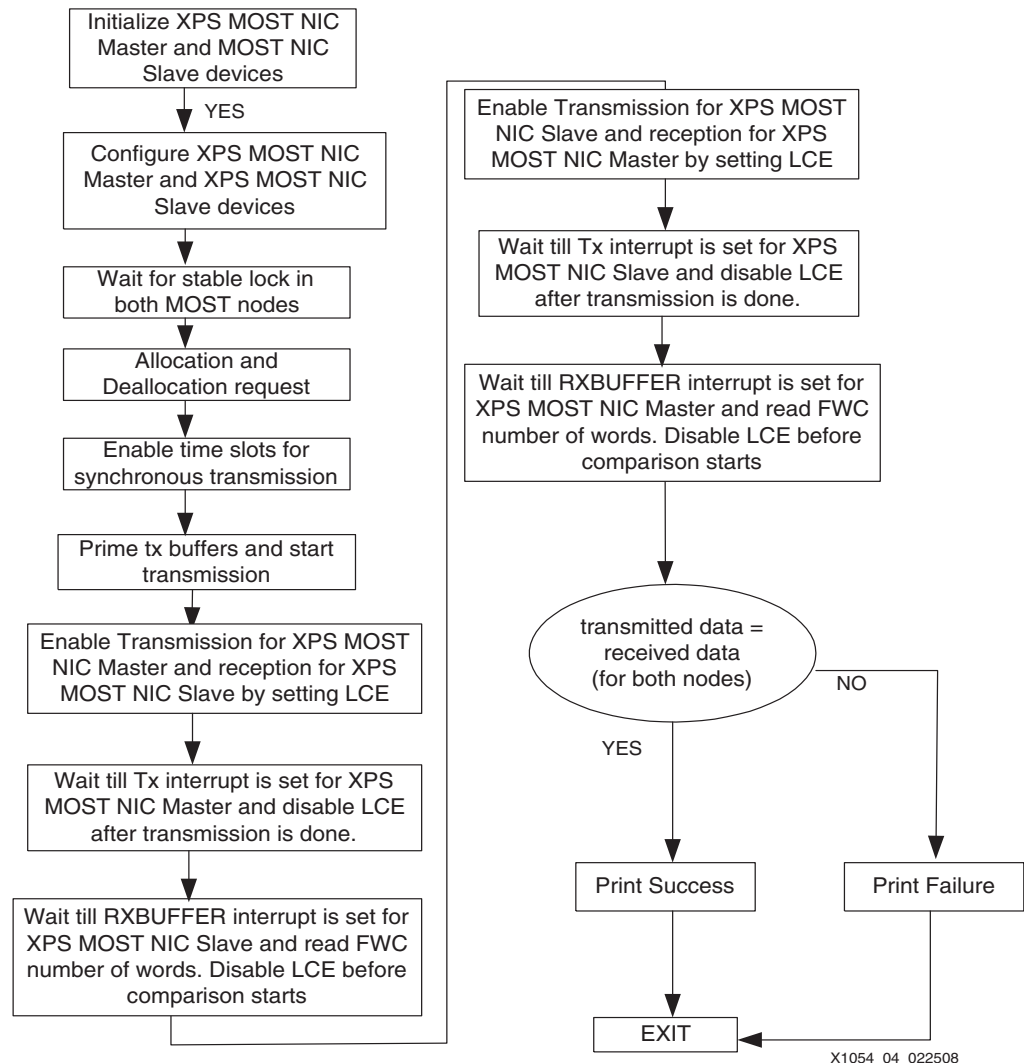 Initialize XPS MOST NIC
Master and MOST NIC
Slave devices
YES
Configure XPS MOST NIC
Master and XPS MOST NIC
Slave devices
Wait for stable lock in
both MOST nodes
Allocation and
Deallocation request
Enable time slots for
synchronous transmission
Prime tx buffers and start
transmission
Enable Transmission for XPS MOST
NIC Master and reception for XPS
MOST NIC Slave by setting LCE
Wait till Tx interrupt is set for XPS
MOST NIC Master and disable LCE
after transmission is done.
Wait till RXBUFFER interrupt is set for
XPS MOST NIC Slave and read FWC
number of words. Disable LCE before
comparison starts
Enable Transmission for XPS MOST
NIC Slave and reception for XPS
MOST NIC Master by setting LCE
Wait till Tx interrupt is set for XPS
MOST NIC Slave and disable LCE
after transmission is done.
Wait till RXBUFFER interrupt is set for
XPS MOST NIC Master and read FWC
number of words. Disable LCE before
comparison starts
transmitted data =
received data
(for both nodes)
NO
YES
Print Success
Print Failure
EXIT
X1054_04_022508